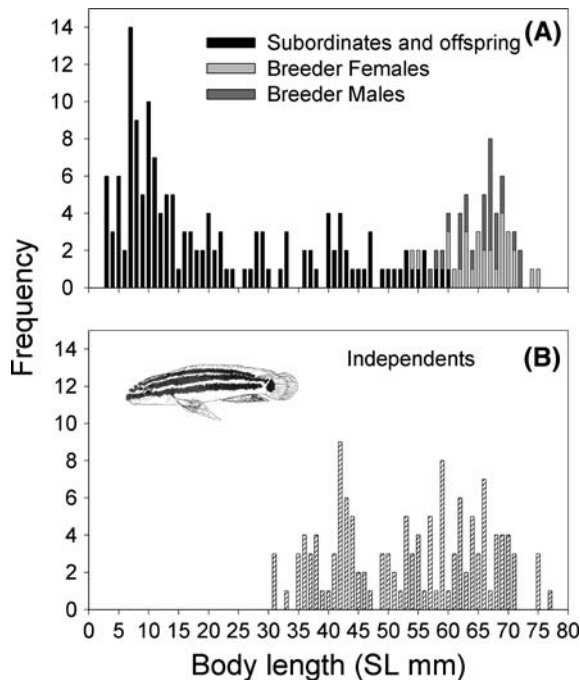 14
(A)
Subordinates and offspring
12
Breeder Females
10
Breeder Males
8
6
4
2
0
Frequency
14
Independents
(B)
12
10
8
6
4
2
0
0 5 10 15 20 25 30 35 40 45 50 55 60 65 70 75 80
Body length (SL mm)